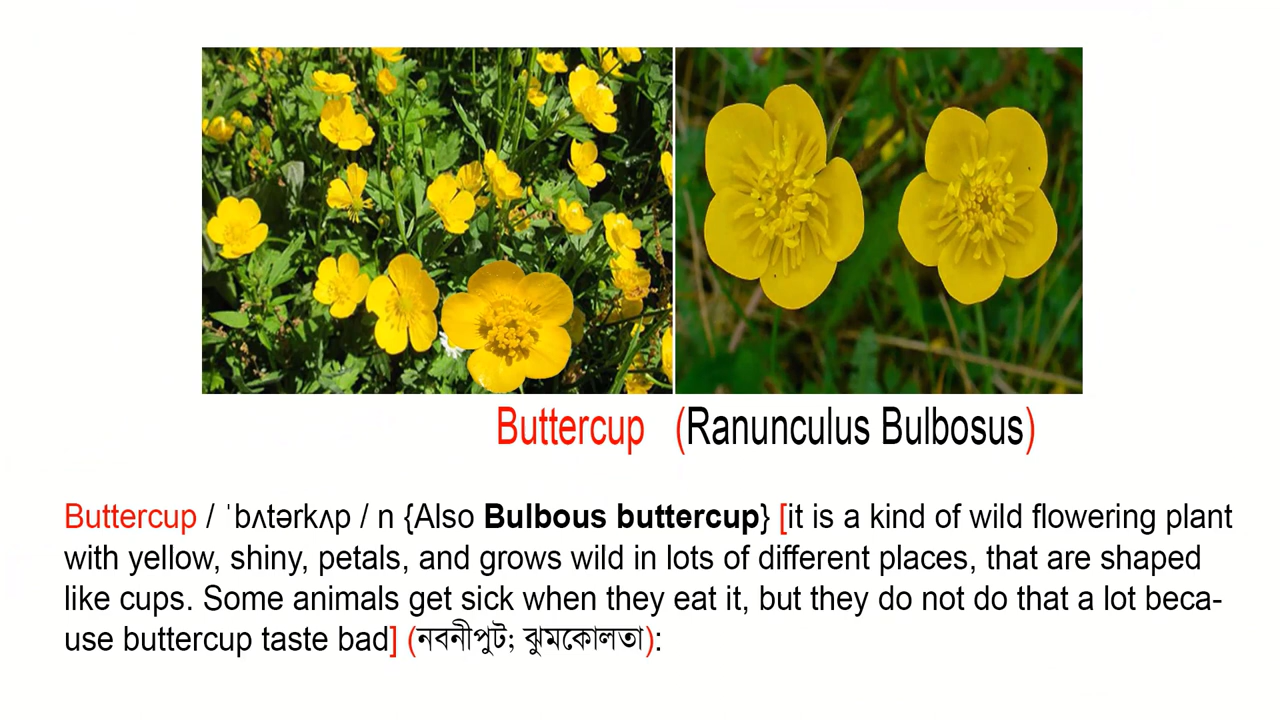 Buttercup (Ranunculus Bulbosus)
Buttercup / ˈbʌtərkʌp / n {Also Bulbous buttercup} [it is a kind of wild flowering plant
with yellow, shiny, petals, and grows wild in lots of different places, that are shaped
like cups. Some animals get sick when they eat it, but they do not do that a lot beca-
use buttercup taste bad] (নবনীপুট; ঝুমকোলতা):